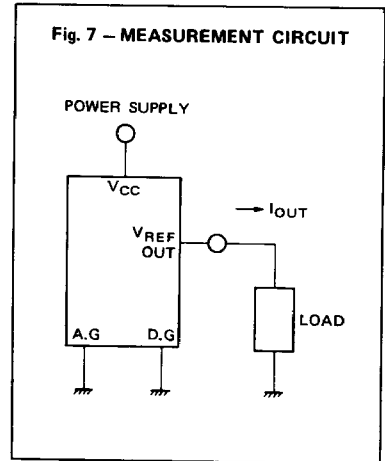 Fig. 7 – MEASUREMENT CIRCUIT
POWER SUPPLY
VCC
VREF
OUT
IOUT
LOAD
A.G
D.G